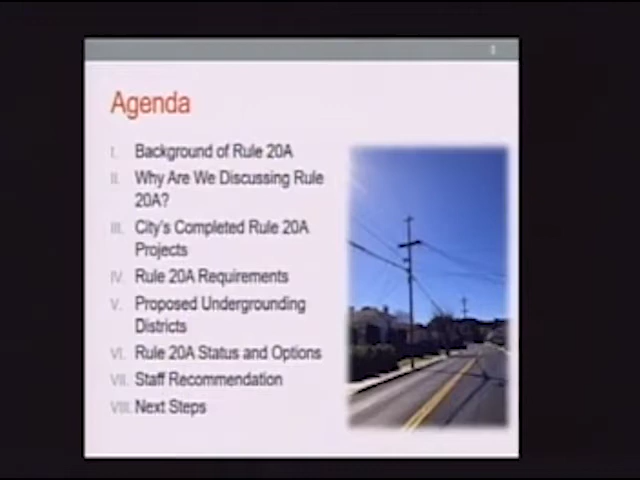 Agenda
I. Background of Rule 20A
II. Why Are We Discussing Rule
20A?
III. City's Completed Rule 20A
Projects
IV. Rule 20A Requirements
V. Proposed Undergrounding
Districts
VI. Rule 20A Status and Options
VII. Staff Recommendation
VIII. Next Steps